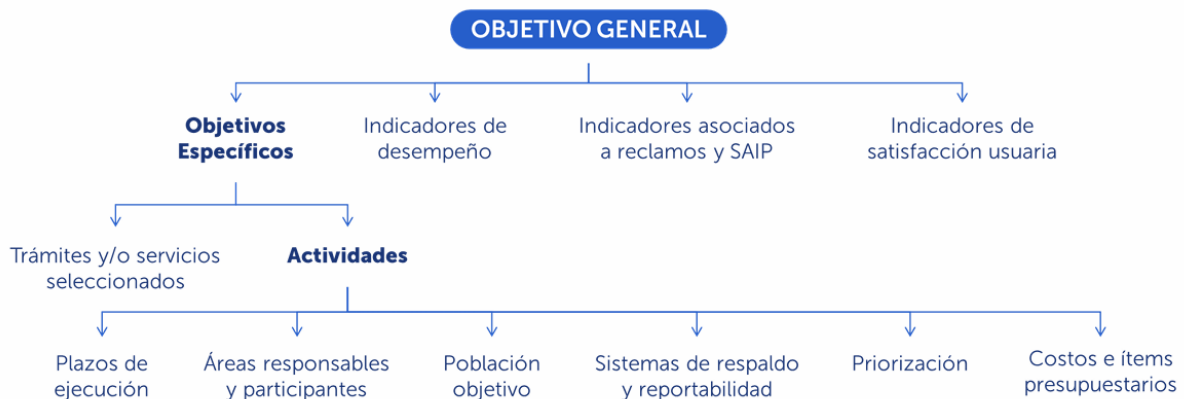 OBJETIVO GENERAL
Objetivos
Específicos
Indicadores de
desempeño
Indicadores asociados
a reclamos y SAIP
Indicadores de
satisfacción usuaria
Trámites y/o servicios
seleccionados
Actividades
Plazos de
ejecución
Áreas responsables
y participantes
Población
objetivo
Sistemas de respaldo
y reportabilidad
Priorización
Costos e ítems
presupuestarios